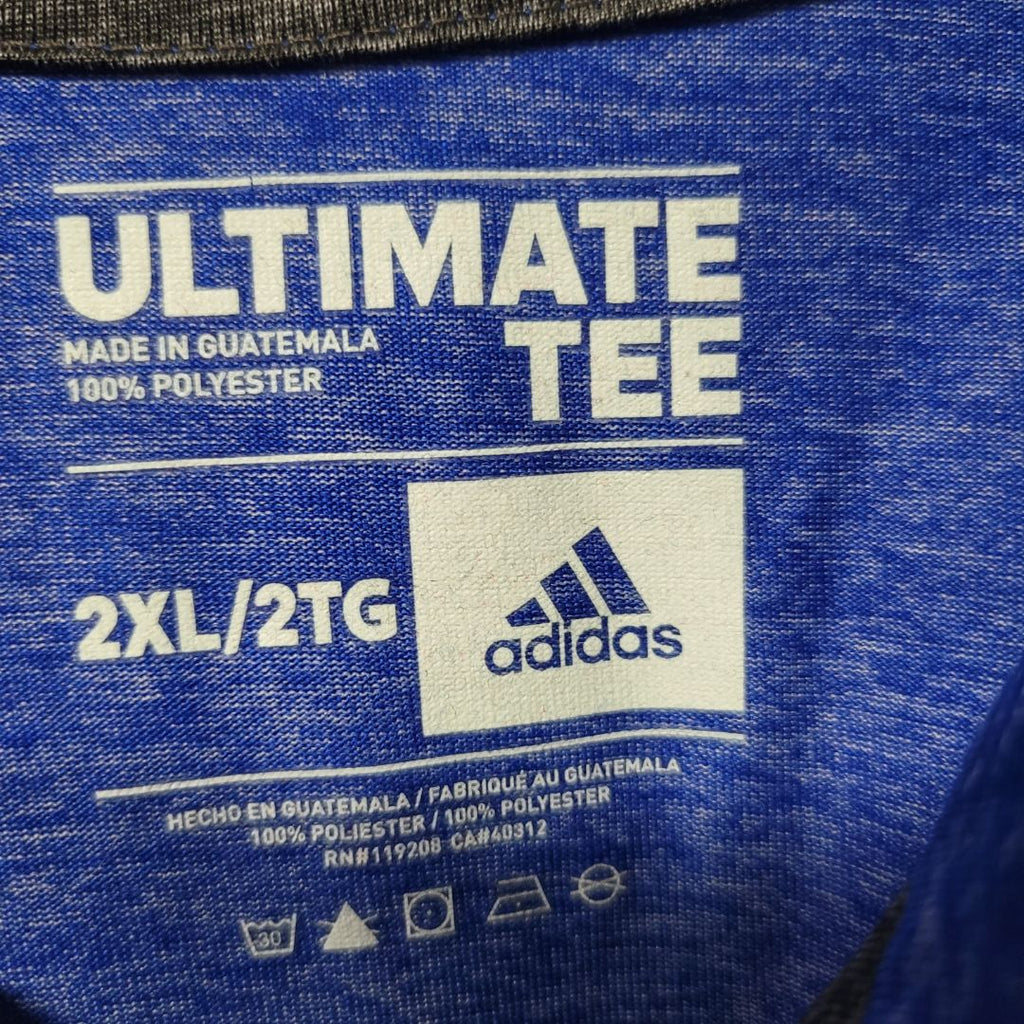 ULTIMATE
TEE
MADE IN GUATEMALA
100% POLYESTER
2XL/2TG
adidas
HECHO EN GUATEMALA / FABRIQUÉ AU GUATEMALA
100% POLIESTER / 100% POLYESTER
RN#119208 CA#40312
30